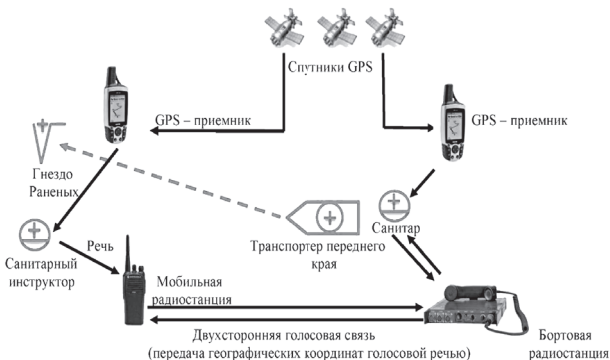 Спутники GPS
GPS – приемник
GPS – приемник
Гнездо
Раненых
Санитар
Речь
Транспортер переднего
края
Санитарный
инструктор
Мобильная
радиостанция
Двухсторонняя голосовая связь
(передача географических координат голосовой речью)
Бортовая
радиостанция